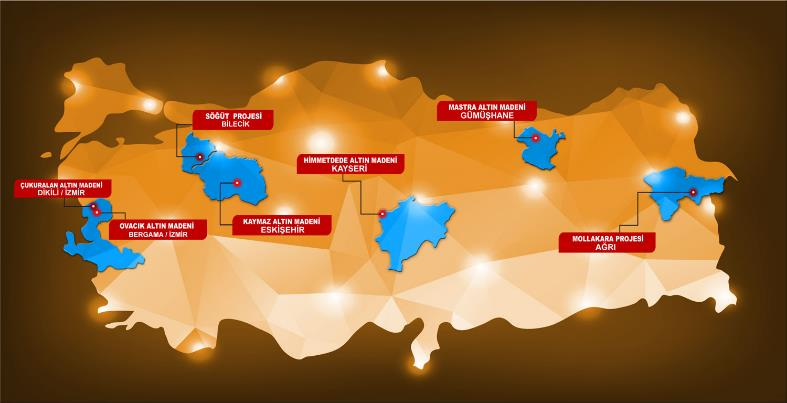 SÖĞÜT PROJESİ
BİLECİK
MASTRA ALTIN MADENİ
GÜMÜŞHANE
HİMMETDEDE ALTIN MADENİ
KAYSERİ
ÇUKURALAN ALTIN MADENİ
DİKİLİ / İZMİR
OVACIK ALTIN MADENİ
BERGAMA / İZMİR
KAYMAZ ALTIN MADENİ
ESKİŞEHİR
MOLLAKARA PROJESİ
AĞRI